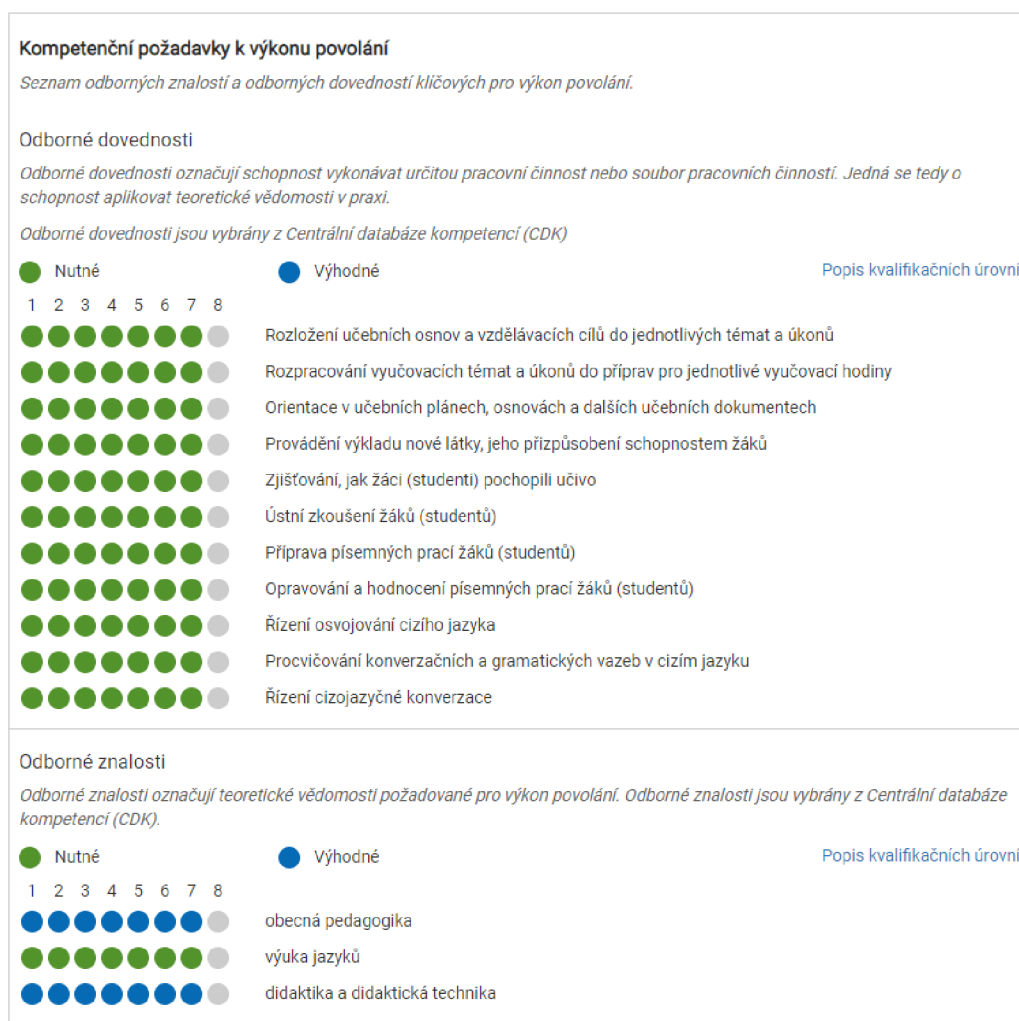 Kompetenční požadavky k výkonu povolání
Seznam odborných znalostí a odborných dovedností klíčových pro výkon povolání.
Odborné dovednosti
Odborné dovednosti označují schopnost vykonávat určitou pracovní činnost nebo soubor pracovních činností. Jedná se tedy o
schopnost aplikovat teoretické vědomosti v praxi.
Odborné dovednosti jsou vybrány z Centrální databáze kompetencí (CDK)
Nutné Výhodné Popis kvalifikačních úrovní
1 2 3 4 5 6 7 8
Rozložení učebních osnov a vzdělávacích cílů do jednotlivých témat a úkonů
Rozpracování vyučovacích témat a úkonů do příprav pro jednotlivé vyučovací hodiny
Orientace v učebních plánech, osnovách a dalších učebních dokumentech
Provádění výkladu nové látky, jeho přizpůsobení schopnostem žáků
Zjišťování, jak žáci (studenti) pochopili učivo
Ústní zkoušení žáků (studentů)
Příprava písemných prací žáků (studentů)
Opravování a hodnocení písemných prací žáků (studentů)
Řízení osvojování cizího jazyka
Procvičování konverzačních a gramatických vazeb v cizím jazyku
Řízení cizojazyčné konverzace
Odborné znalosti
Odborné znalosti označují teoretické vědomosti požadované pro výkon povolání. Odborné znalosti jsou vybrány z Centrální databáze
kompetencí (CDK).
Nutné Výhodné Popis kvalifikačních úrovní
1 2 3 4 5 6 7 8
obecná pedagogika
výuka jazyků
didaktika a didaktická technika